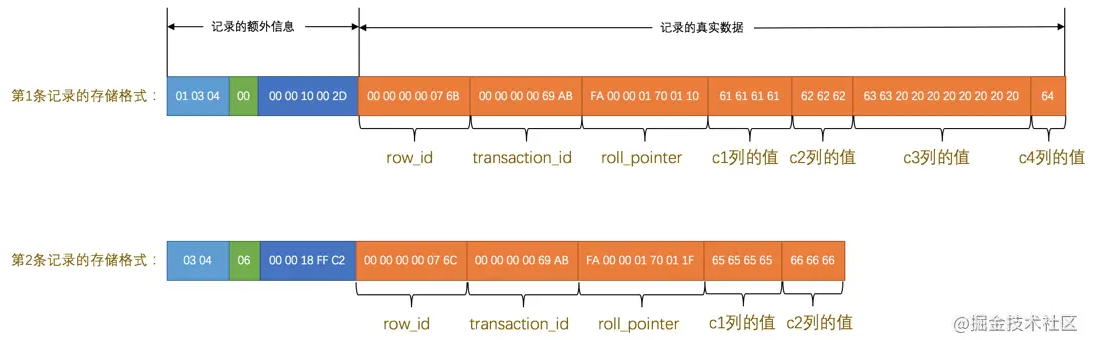 记录的额外信息 记录的真实数据
第1条记录的存储格式： 01 03 04 00 00 00 10 00 2D 00 00 00 00 07 6B 00 00 00 00 69 AB FA 00 00 01 70 01 10 61 61 61 61 62 62 62 63 63 20 20 20 20 20 20 20 20 64
row_id transaction_id roll_pointer c1列的值 c2列的值 c3列的值 c4列的值
第2条记录的存储格式： 03 04 06 00 00 18 FF C2 00 00 00 00 07 6C 00 00 00 00 69 AB FA 00 00 01 70 01 1F 65 65 65 65 66 66 66
row_id transaction_id roll_pointer c1列的值 c2列的值
@掘金技术社区